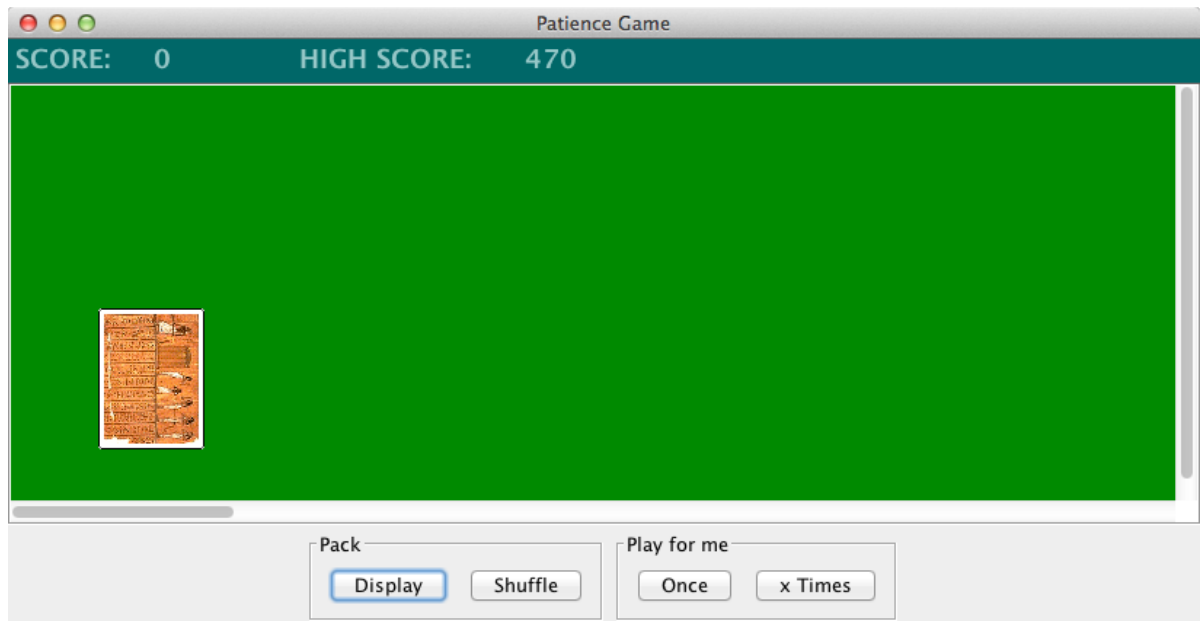 Patience Game
SCORE: 0 HIGH SCORE: 470
Pack Play for me
Display Shuffle Once x Times